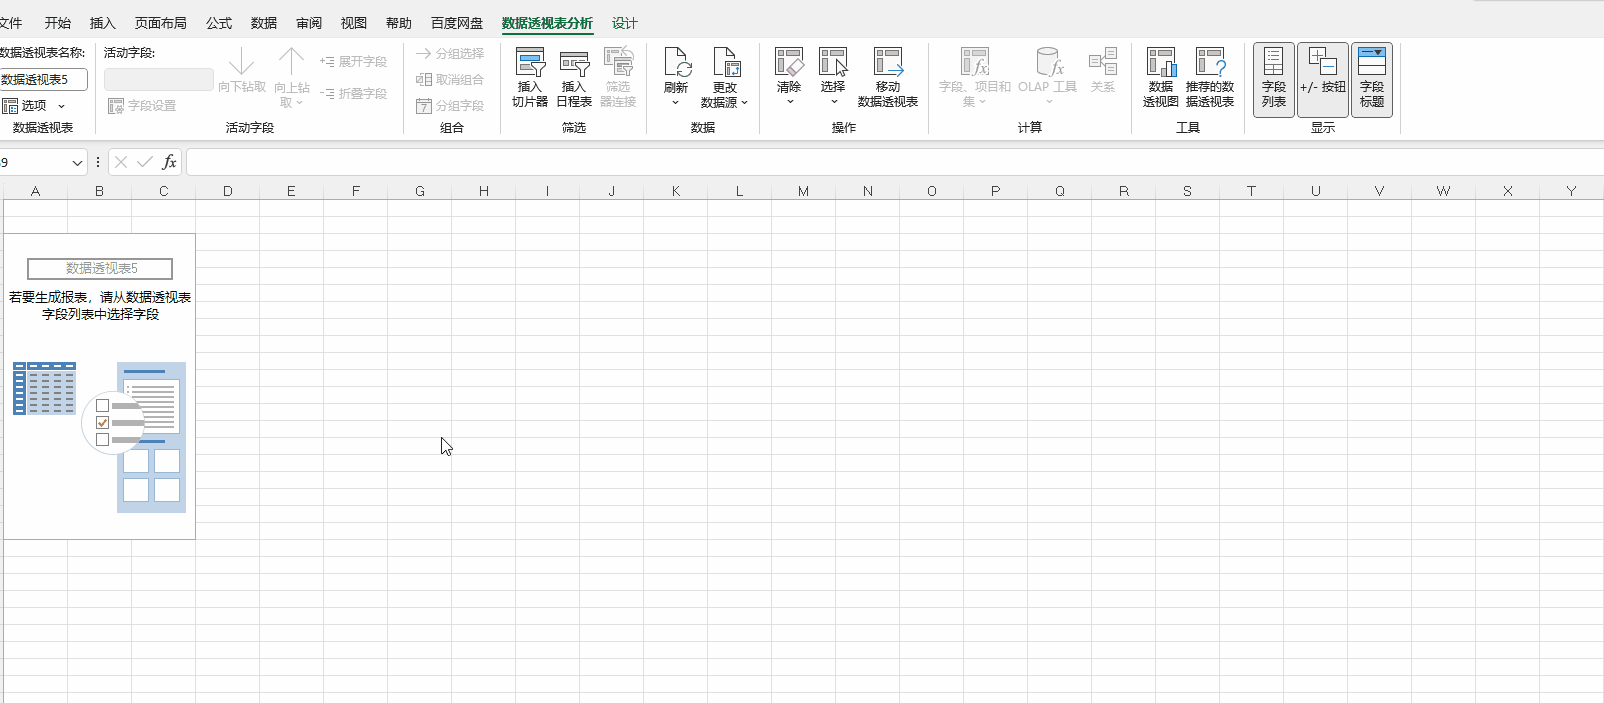 文件 开始 插入 页面布局 公式 数据 审阅 视图 帮助 百度网盘 数据透视表分析 设计
数据透视表名称:
数据透视表5
选项
数据透视表
活动字段:
字段设置
向下钻取
向上钻
取
展开字段
折叠字段
活动字段
分组选择
取消组合
7 分组字段
组合
插入
切片器
插入
日程表
筛选
器连接
筛选
刷新
更改
数据源
数据
清除
选择
移动
数据透视表
操作
字段、项目和
集
OLAP 工具
关系
计算
数据
透视图
推荐的数
据透视表
工具
字段
列表
+/- 按钮
字段
标题
显示
9 fx
A B C D E F G H I J K L M N O P Q R S T U V W X Y
数据透视表5
若要生成报表，请从数据透视表
字段列表中选择字段